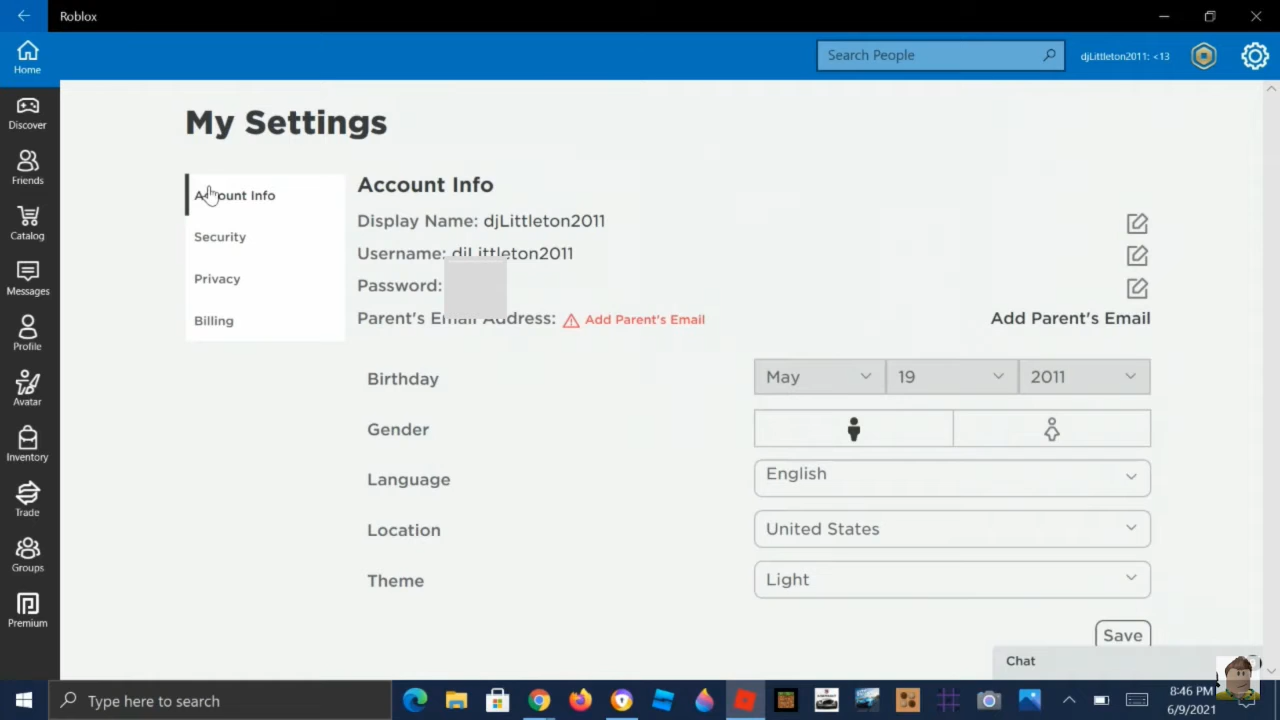 Roblox
Search People
djLittleton2011: <13
Home
Discover
Friends
Catalog
Messages
Profile
Avatar
Inventory
Trade
Groups
Premium
My Settings
Account Info
Security
Privacy
Billing
Account Info
Display Name: djLittleton2011
Username: djLittleton2011
Password:
Parent's Email Address: Add Parent's Email
Add Parent's Email
Birthday
May 19 2011
Gender
Language
English
Location
United States
Theme
Light
Save
Chat
Type here to search
8:46 PM
6/9/2021